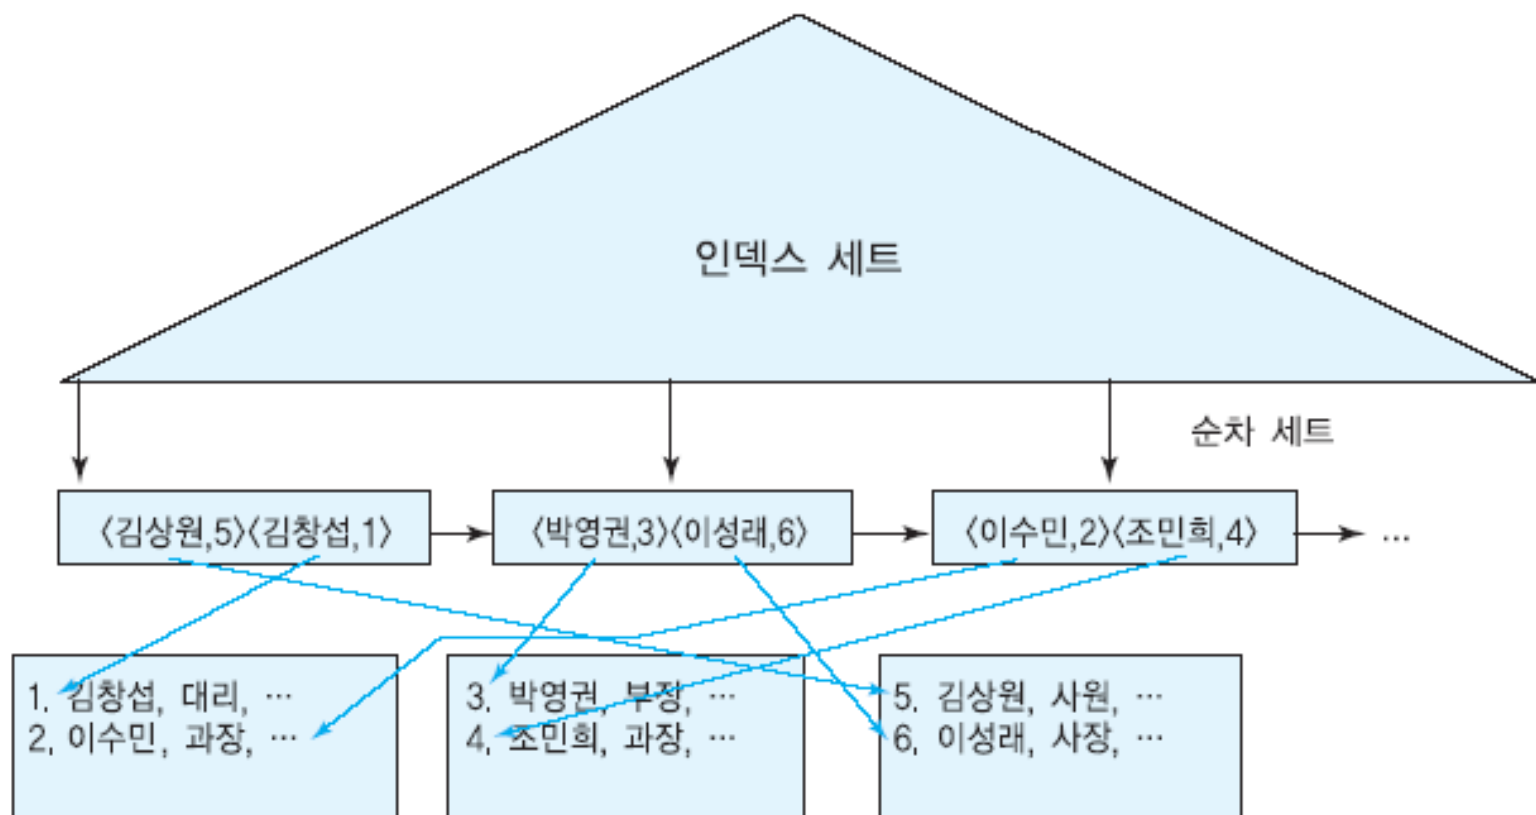 인덱스 세트
순차 세트
〈김상원,5〉〈김창섭,1〉
〈박영권,3〉〈이성래,6〉
〈이수민,2〉〈조민희,4〉
…
1. 김창섭, 대리, …
2. 이수민, 과장, …
3. 박영권, 부장, …
4. 조민희, 과장, …
5. 김상원, 사원, …
6. 이성래, 사장, …